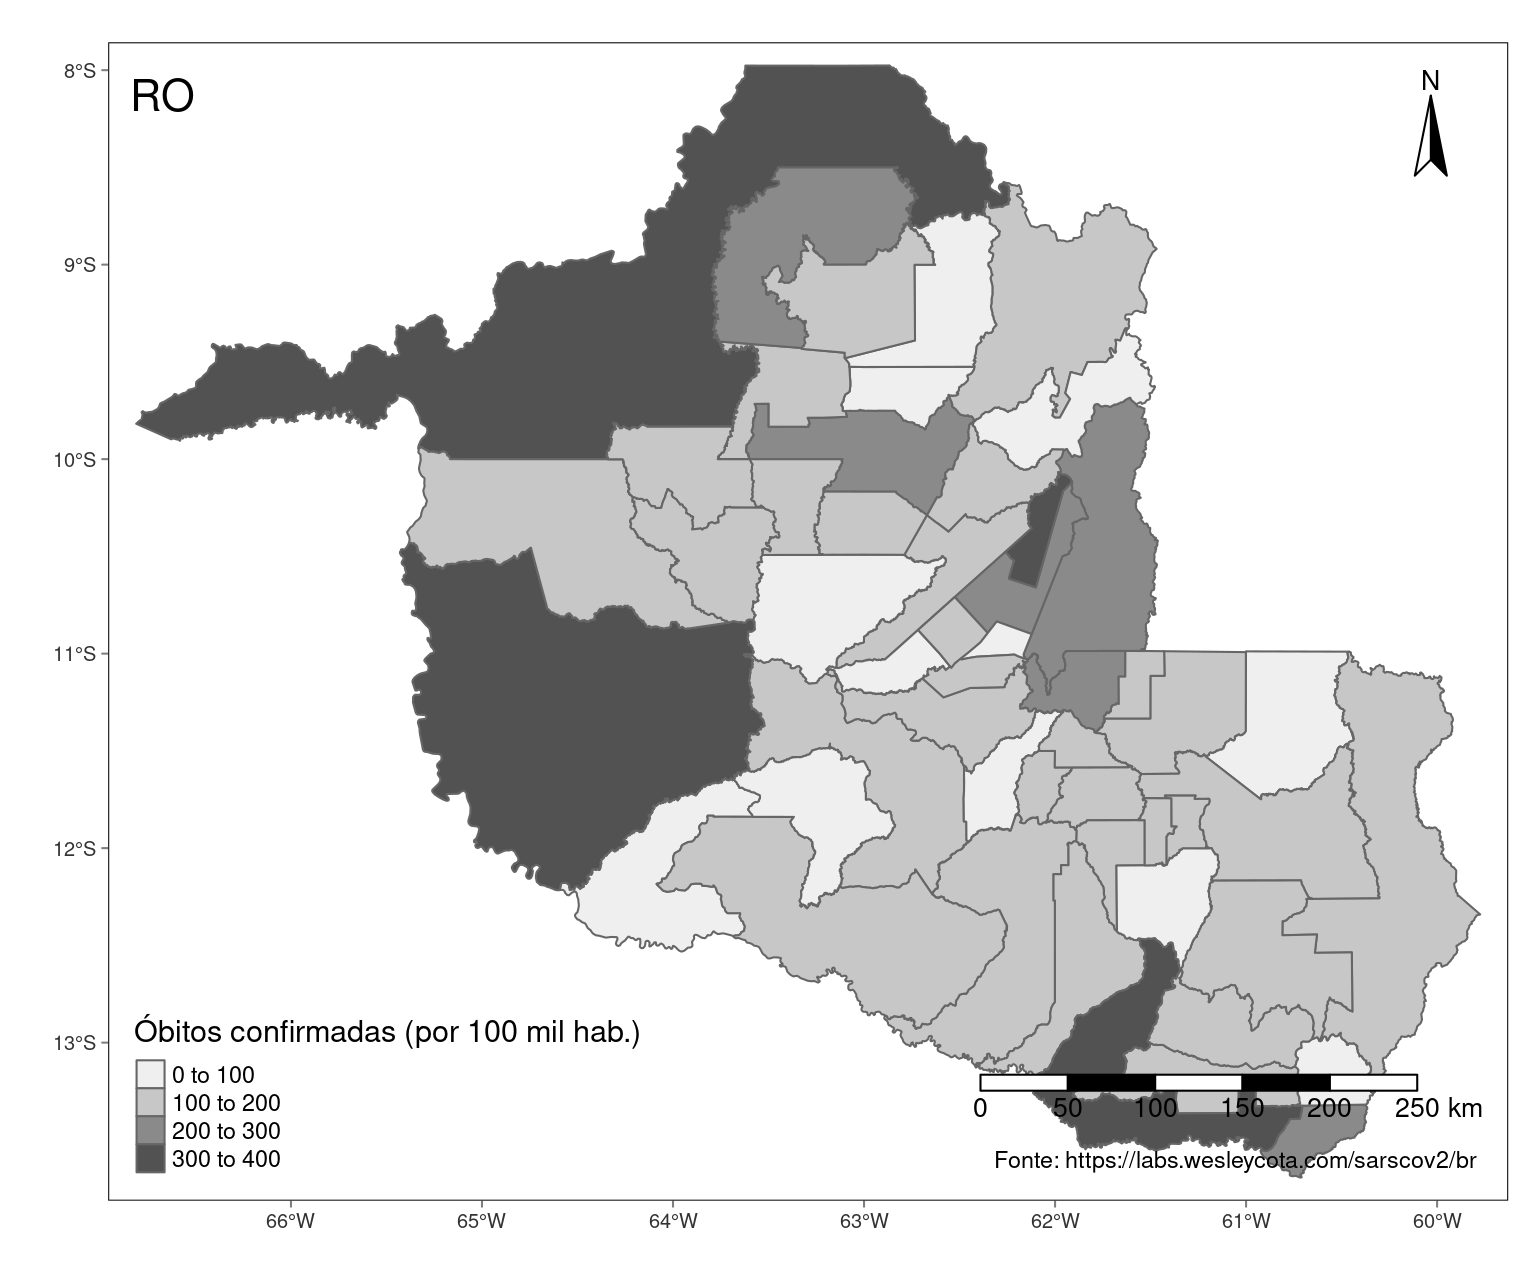 RO
N
8°S
9°S
10°S
11°S
12°S
13°S
Óbitos confirmadas (por 100 mil hab.)
0 to 100
100 to 200
200 to 300
300 to 400
0 50 100 150 200 250 km
Fonte: https://labs.wesleycota.com/sarscov2/br
66°W 65°W 64°W 63°W 62°W 61°W 60°W